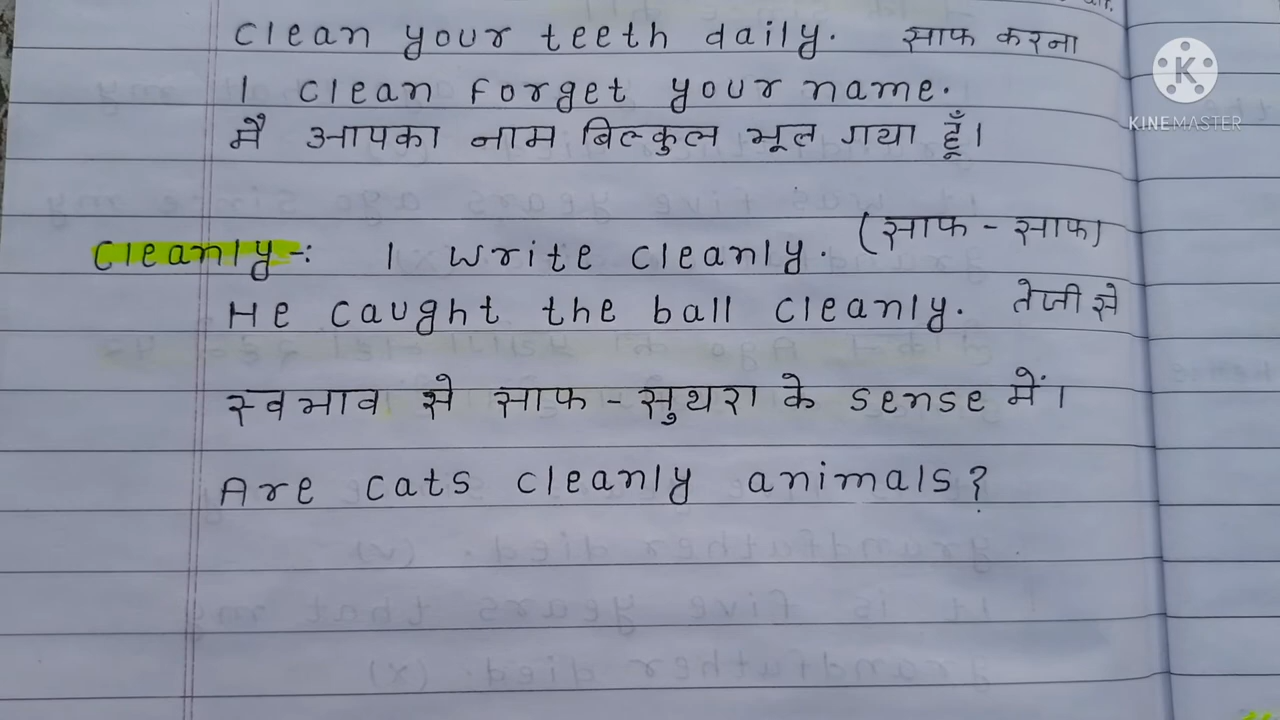 clean your teeth daily. साफ करना
I clean forget your name.
मै आपका नाम बिल्कुल भूल गया हूँ।
Cleanly-: I write cleanly. (साफ - साफ)
He caught the ball cleanly. तेजी से
स्वभाव से साफ - सुथरा के sense में।
Are cats cleanly animals?
KINEMASTER